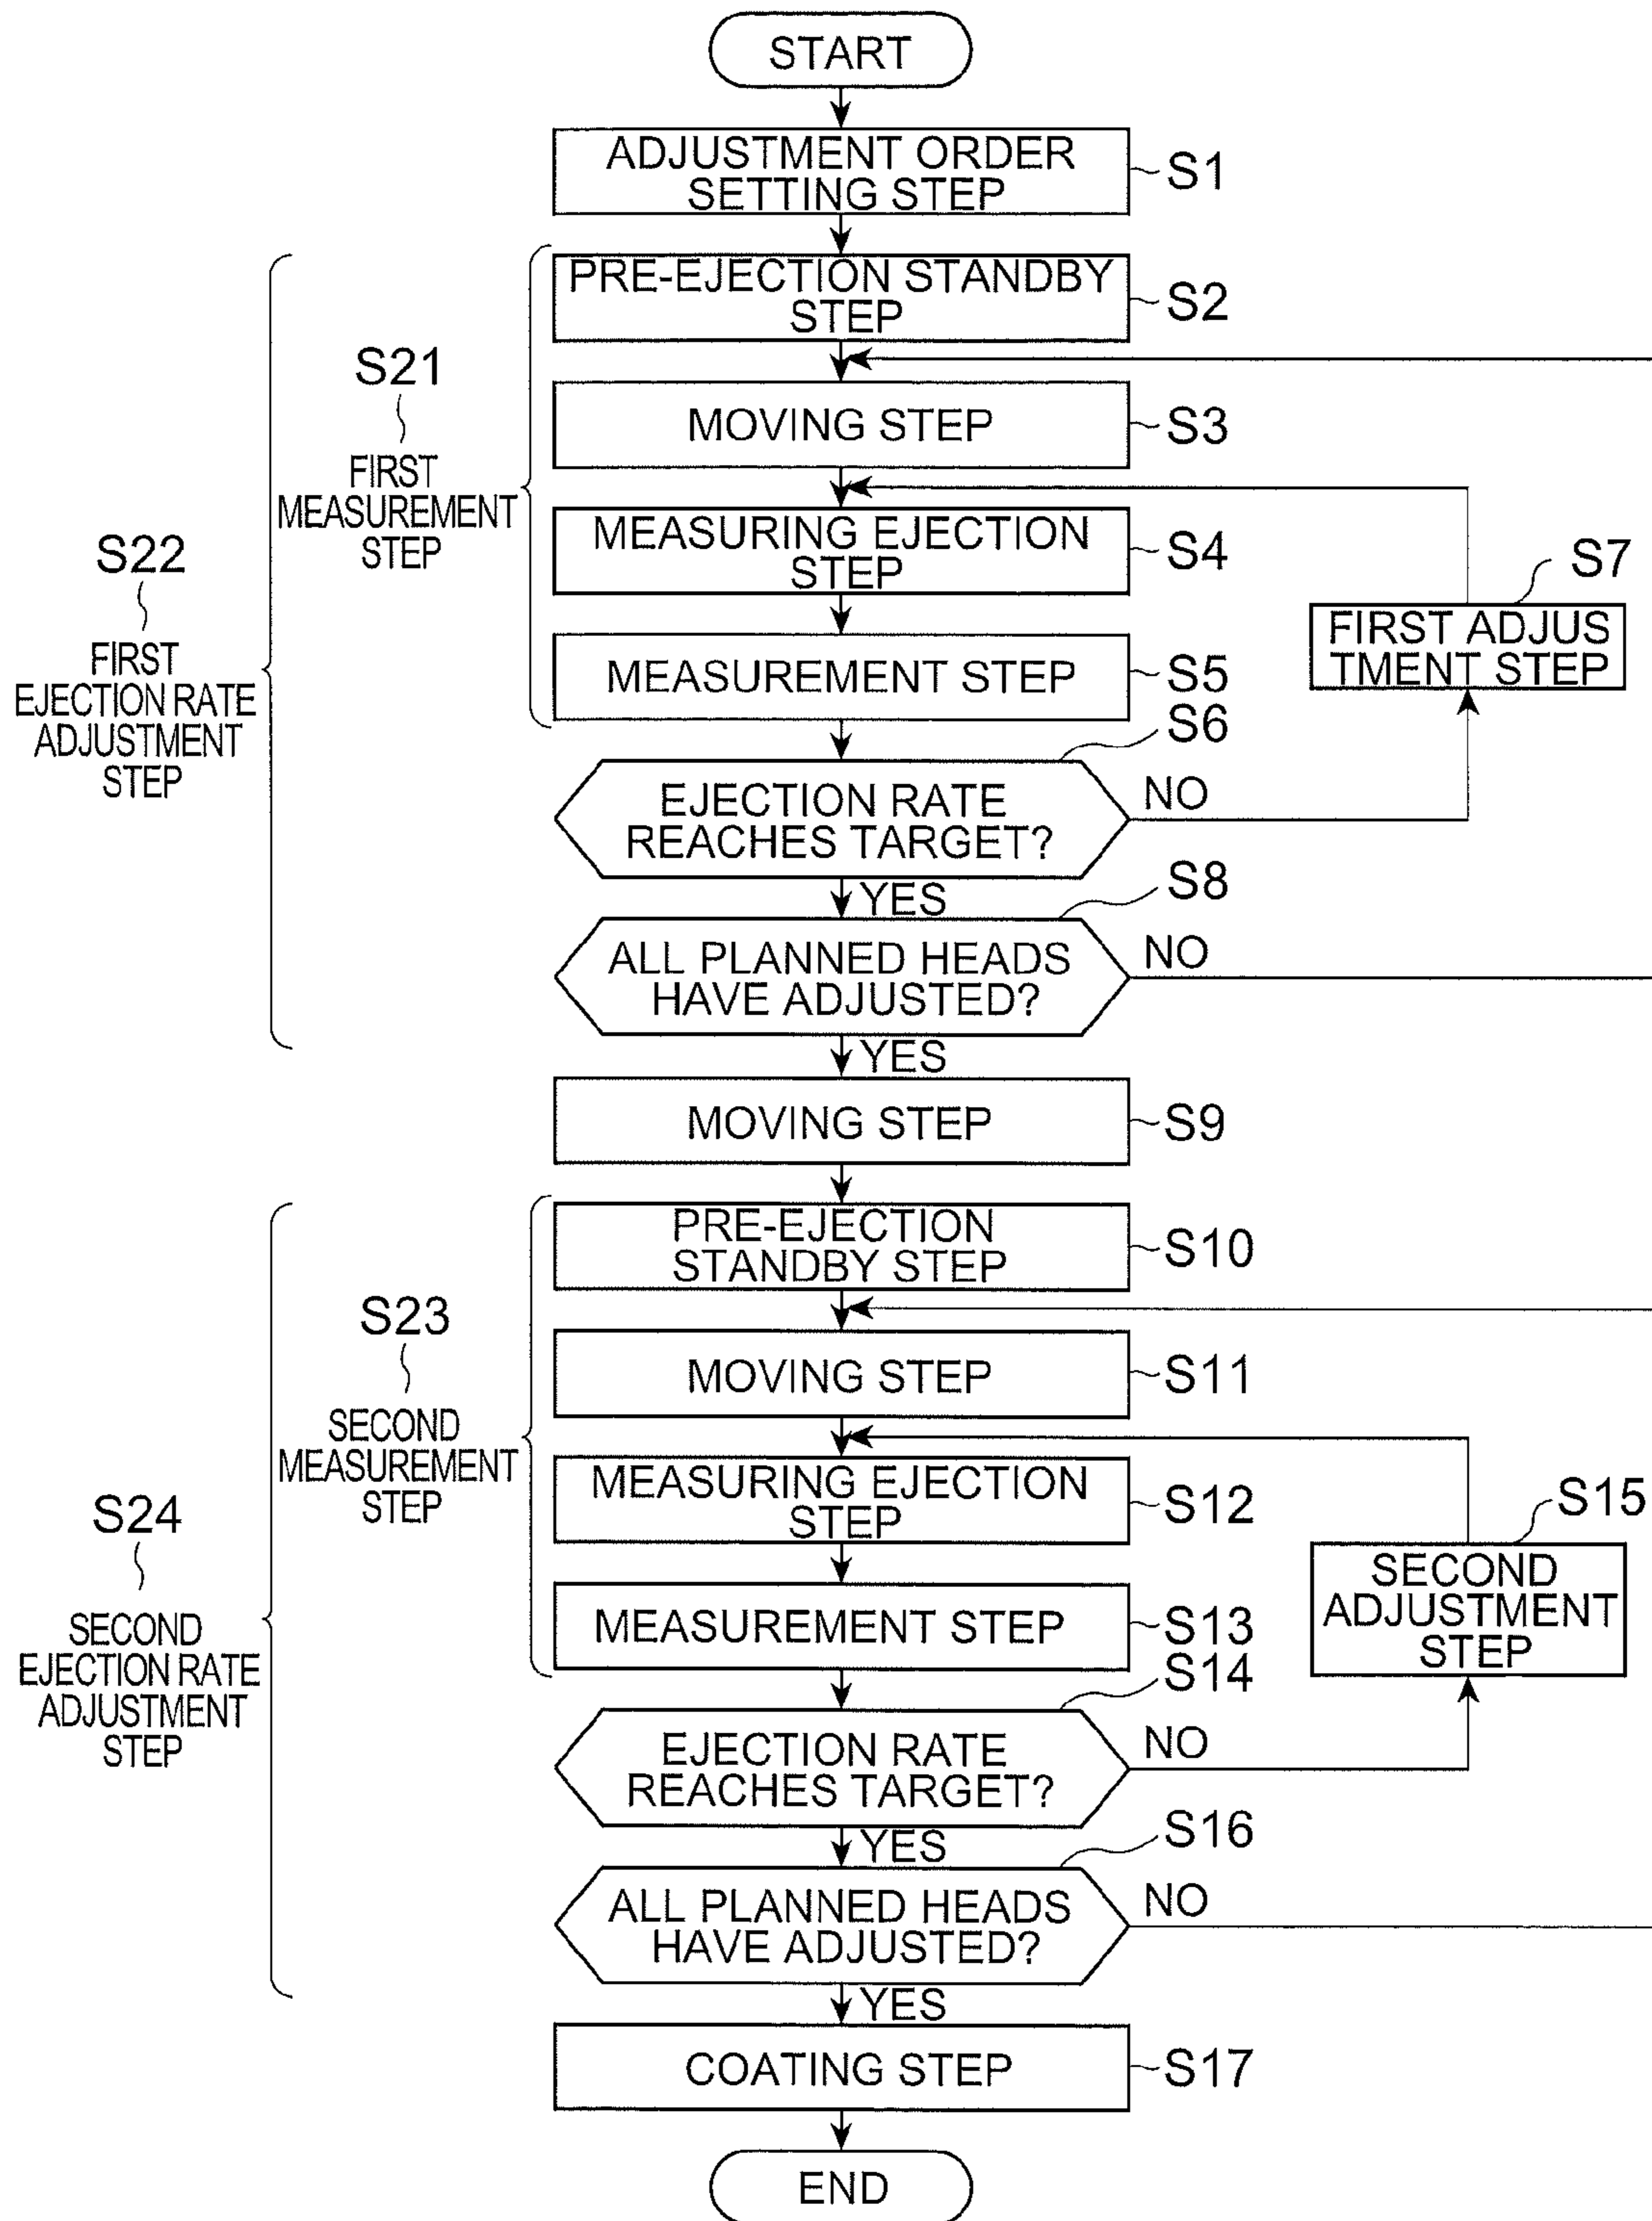 START
ADJUSTMENT ORDER
SETTING STEP
S1
PRE-EJECTION STANDBY
STEP
S2
S21
FIRST
MEASUREMENT
STEP
MOVING STEP
S3
S22
FIRST
EJECTION RATE
ADJUSTMENT
STEP
MEASURING EJECTION
STEP
S4
S7
FIRST ADJUS
TMENT STEP
MEASUREMENT STEP
S5
S6
EJECTION RATE
REACHES TARGET?
NO
YES
S8
ALL PLANNED HEADS
HAVE ADJUSTED?
NO
YES
MOVING STEP
S9
PRE-EJECTION
STANDBY STEP
S10
S23
SECOND
MEASUREMENT
STEP
MOVING STEP
S11
S24
SECOND
EJECTION RATE
ADJUSTMENT
STEP
MEASURING EJECTION
STEP
S12
S15
SECOND
ADJUSTMENT
STEP
MEASUREMENT STEP
S13
S14
EJECTION RATE
REACHES TARGET?
NO
YES
S16
ALL PLANNED HEADS
HAVE ADJUSTED?
NO
YES
COATING STEP
S17
END